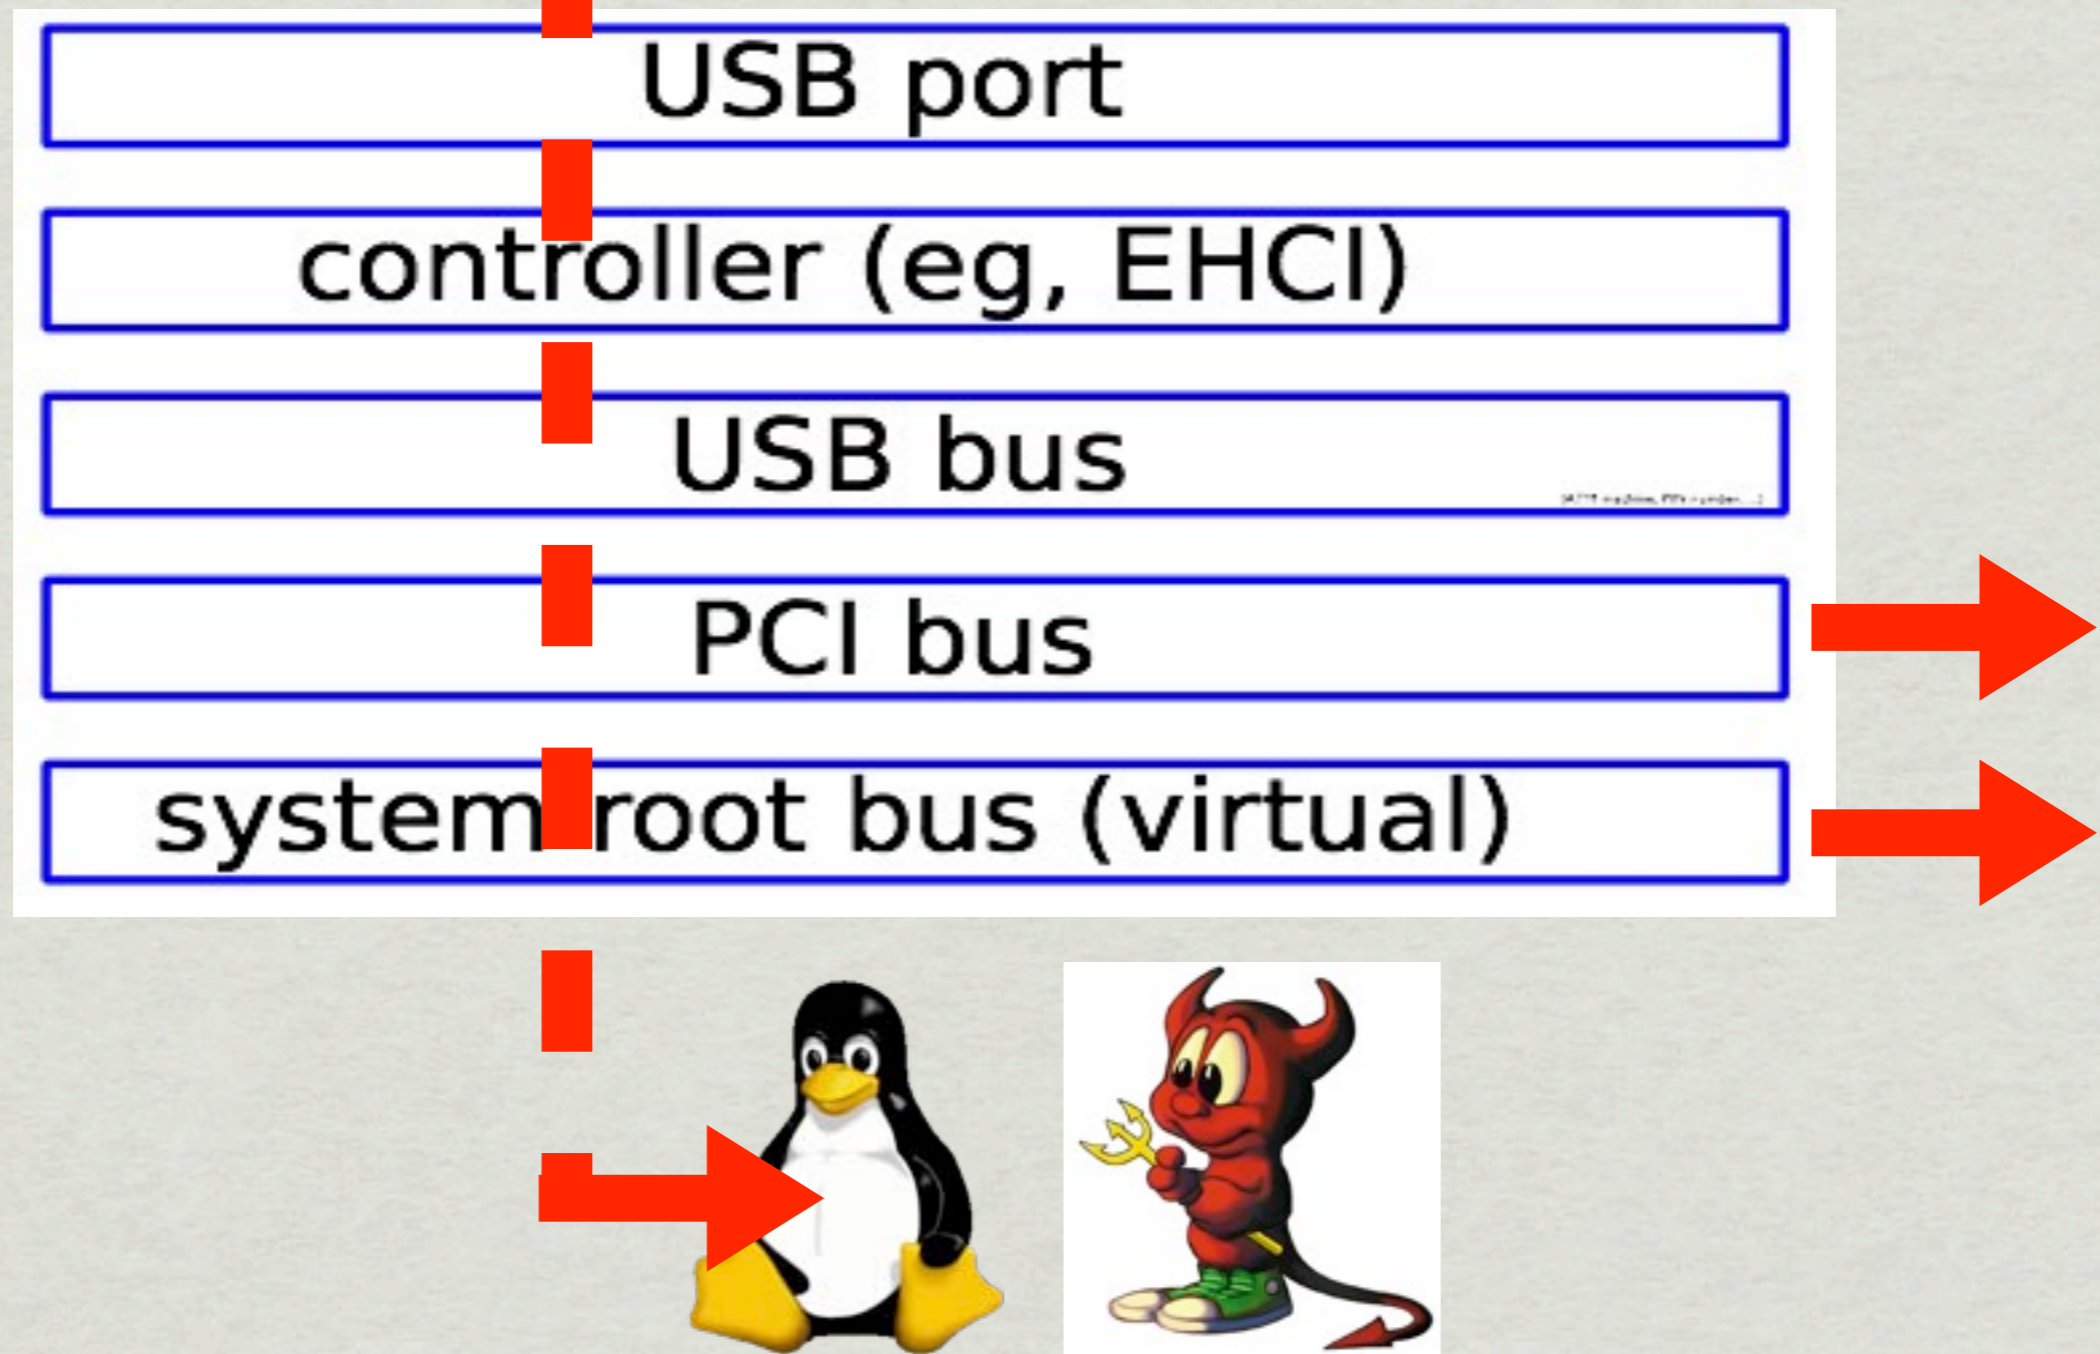 USB port
controller (eg, EHCI)
USB bus
PCI bus
system root bus (virtual)